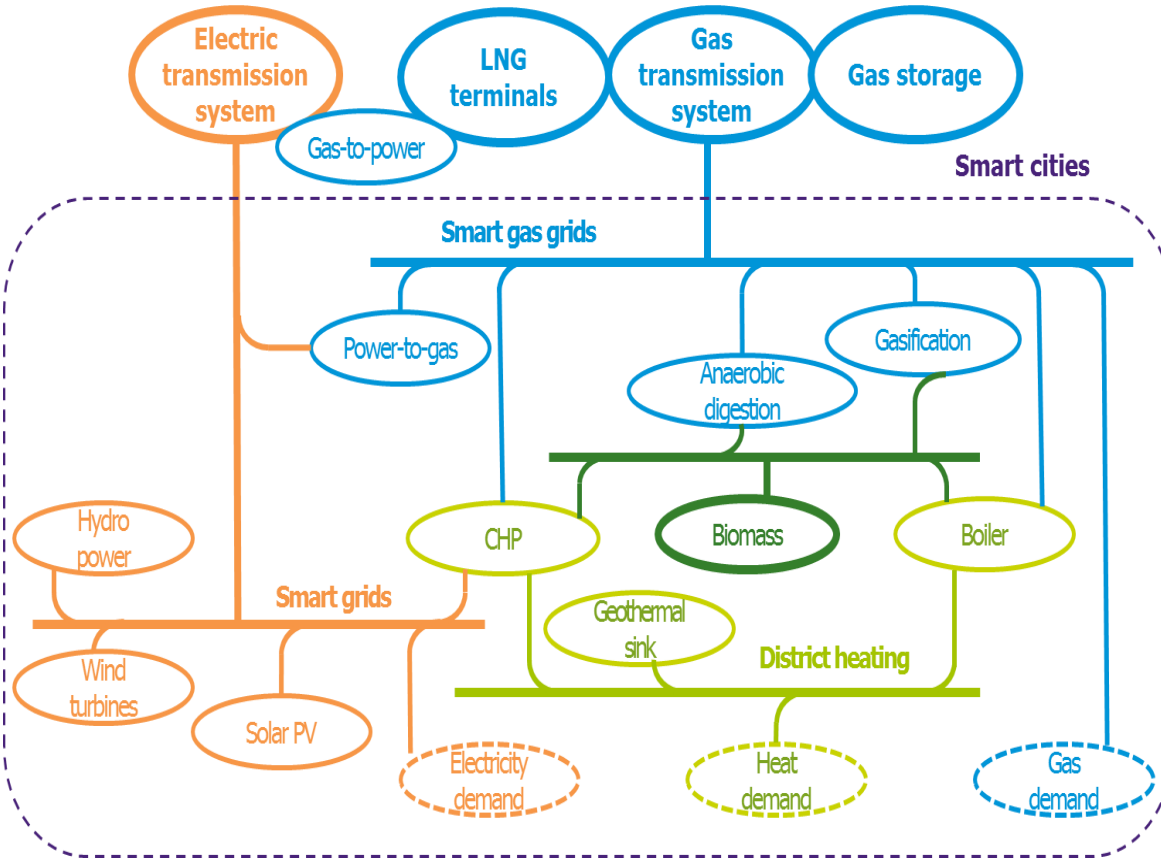 Electric
transmission
system
LNG
terminals
Gas
transmission
system
Gas storage
Gas-to-power
Smart cities
Smart gas grids
Power-to-gas
Gasification
Anaerobic
digestion
Hydro
power
CHP
Biomass
Boiler
Smart grids
Geothermal
sink
District heating
Wind
turbines
Solar PV
Electricity
demand
Heat
demand
Gas
demand